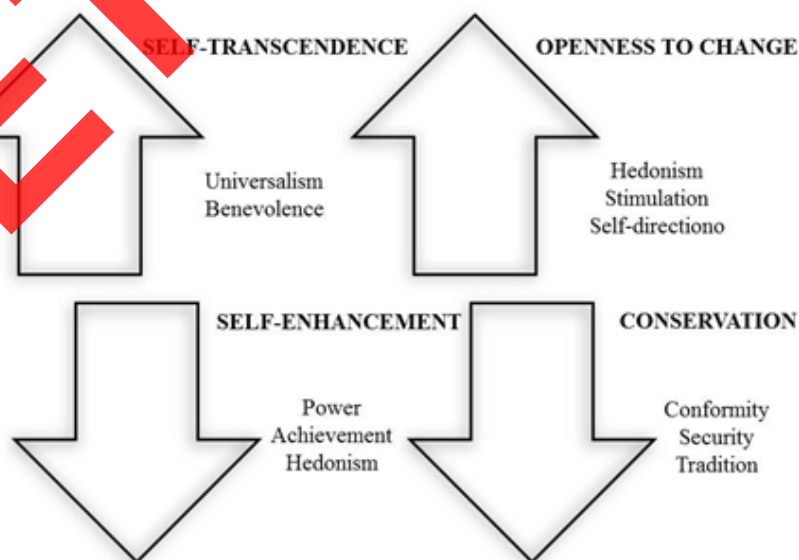 SELF-TRANSCENDENCE
OPENNESS TO CHANGE
Universalism
Benevolence
Hedonism
Stimulation
Self-directiono
SELF-ENHANCEMENT
CONSERVATION
Power
Achievement
Hedonism
Conformity
Security
Tradition